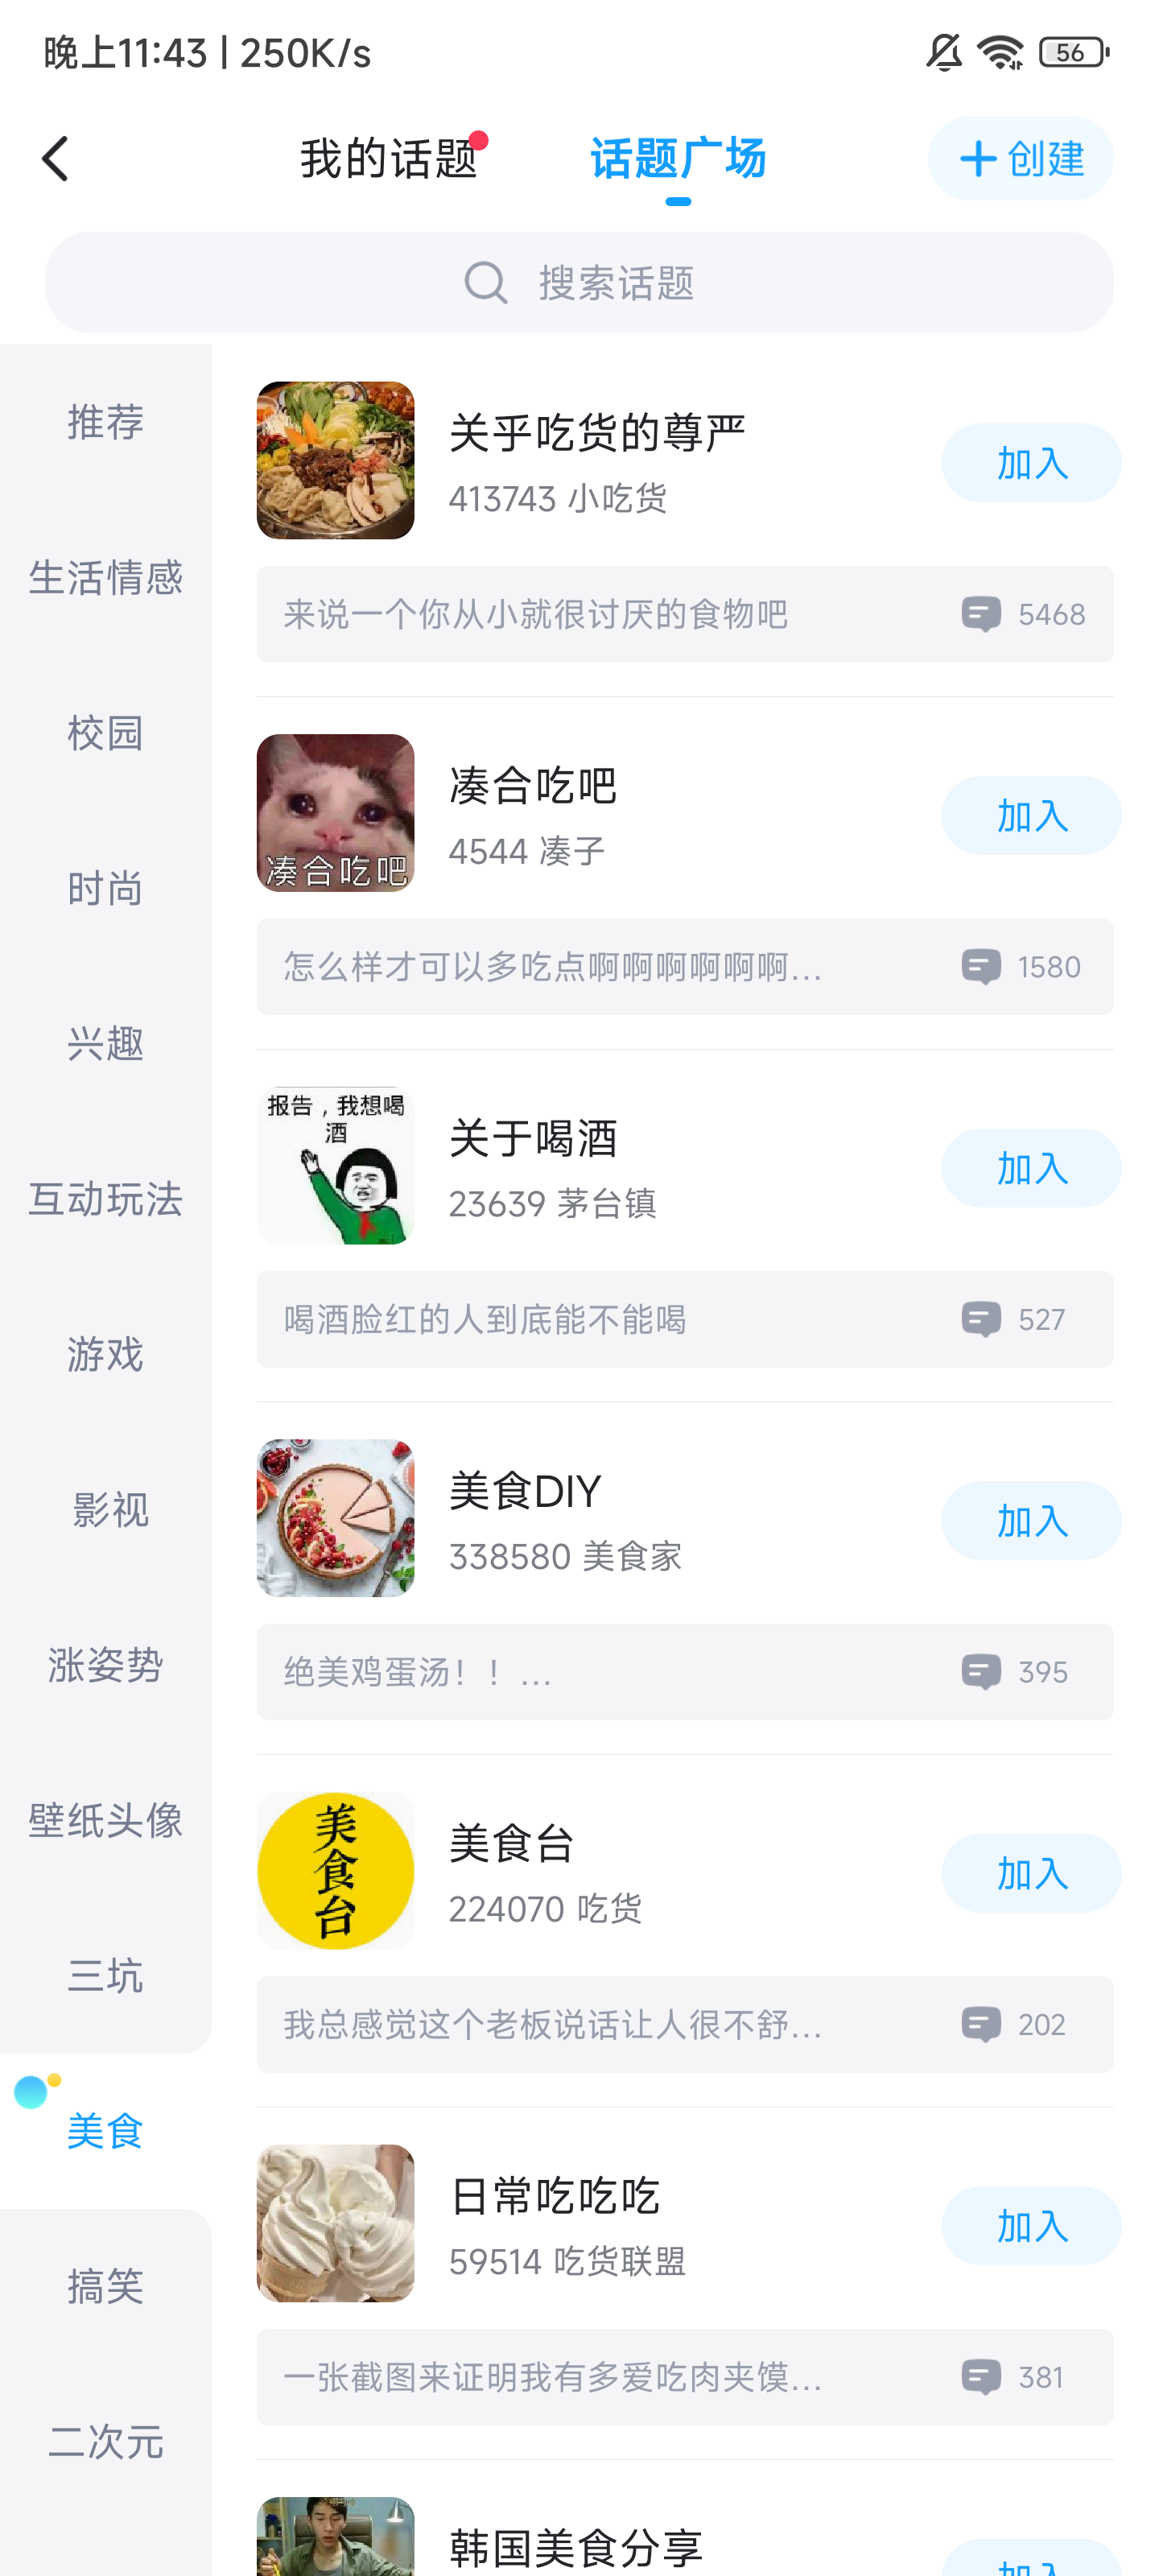 晚上11:43 | 250K/s
56
我的话题
话题广场
创建
搜索话题
推荐
生活情感
校园
时尚
兴趣
互动玩法
游戏
影视
涨姿势
壁纸头像
三坑
美食
搞笑
二次元
关乎吃货的尊严
413743 小吃货
加入
来说一个你从小就很讨厌的食物吧
5468
凑合吃吧
凑合吃吧
4544 凑子
加入
怎么样才可以多吃点啊啊啊啊啊啊...
1580
报告，我想喝
酒
关于喝酒
23639 茅台镇
加入
喝酒脸红的人到底能不能喝
527
美食DIY
338580 美食家
加入
绝美鸡蛋汤！！...
395
美食台
美食台
224070 吃货
加入
我总感觉这个老板说话让人很不舒...
202
日常吃吃吃
59514 吃货联盟
加入
一张截图来证明我有多爱吃肉夹馍...
381
韩国美食分享
加入